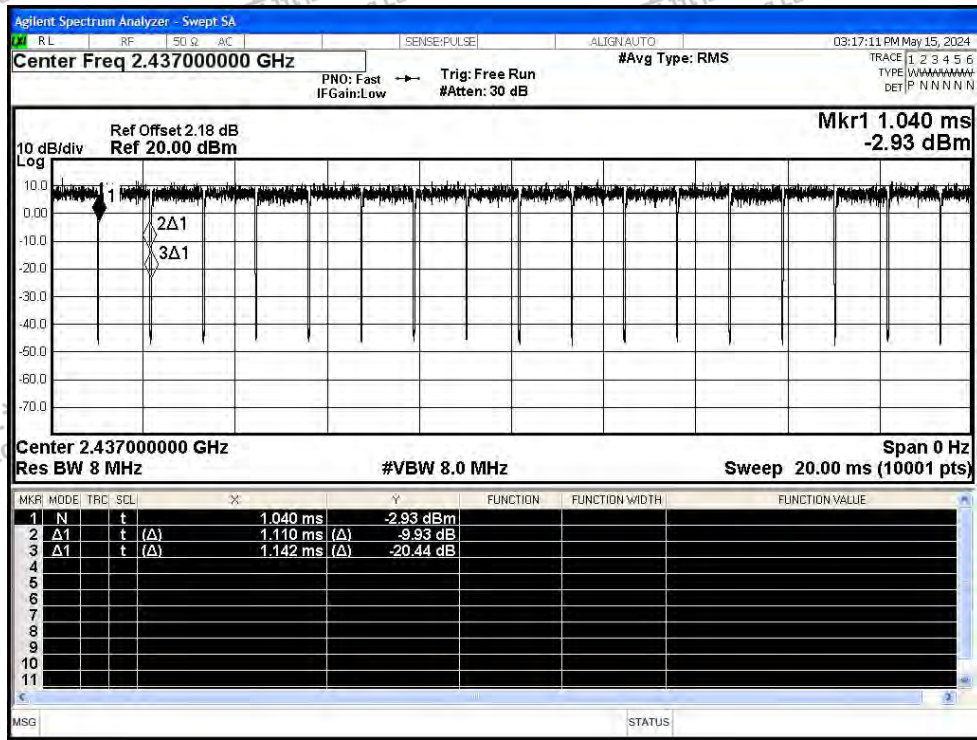 Agilent Spectrum Analyzer - Swept SA
LXI RL RF 50 Ω AC SENSE:PULSE ALIGN AUTO 03:17:11 PM May 15, 2024
Center Freq 2.437000000 GHz
PNO: Fast
IFGain:Low
Trig: Free Run
#Atten: 30 dB
#Avg Type: RMS
TRACE 1 2 3 4 5 6
TYPE WWWWWW
DET P N N N N N
Mkr1 1.040 ms
-2.93 dBm
Ref Offset 2.18 dB
10 dB/div Ref 20.00 dBm
Log
10.0
0.00
-10.0
-20.0
-30.0
-40.0
-50.0
-60.0
-70.0
1
2Δ1
3Δ1
Center 2.437000000 GHz Span 0 Hz
Res BW 8 MHz #VBW 8.0 MHz Sweep 20.00 ms (10001 pts)
MKR MODE TRC SCL X Y FUNCTION FUNCTION WIDTH FUNCTION VALUE
1 N t 1.040 ms -2.93 dBm
2 Δ1 t (Δ) 1.110 ms (Δ) -9.93 dB
3 Δ1 t (Δ) 1.142 ms (Δ) -20.44 dB
4
5
6
7
8
9
10
11
MSG STATUS